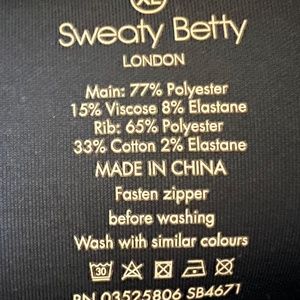 XL
Sweaty Betty
LONDON
Main: 77% Polyester
15% Viscose 8% Elastane
Rib: 65% Polyester
33% Cotton 2% Elastane
MADE IN CHINA
Fasten zipper
before washing
Wash with similar colours
30
RN 03525806 SB4671